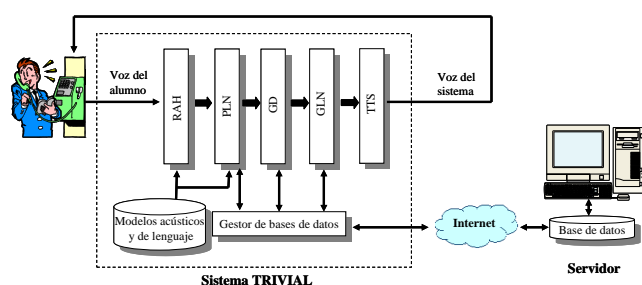 Voz del
alumno
RAH
PLN
GD
GLN
TTS
Voz del
sistema
Modelos acústicos
y de lenguaje
Gestor de bases de datos
Internet
Base de datos
Servidor
Sistema TRIVIAL